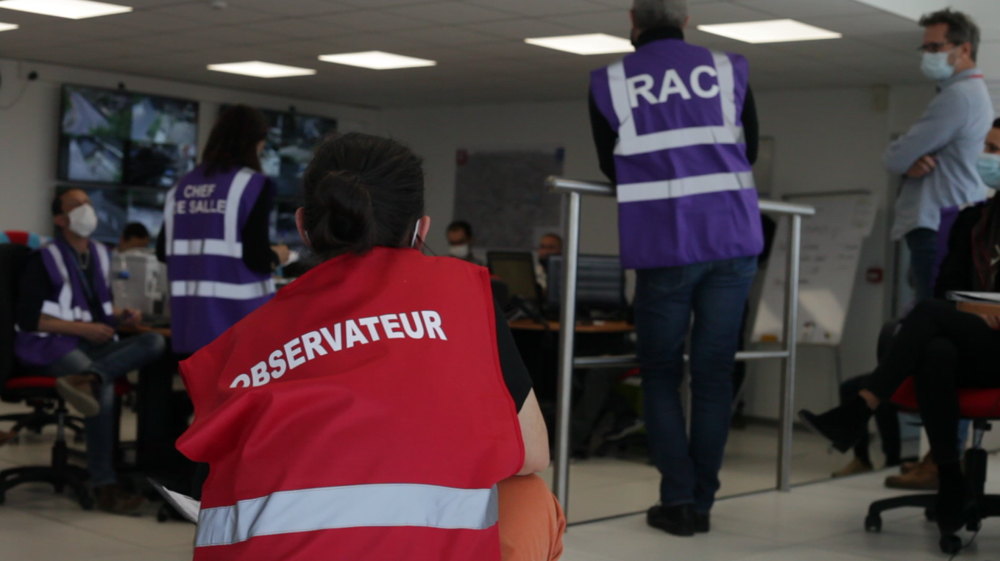 RAC
CHEF
DE SALLE
OBSERVATEUR